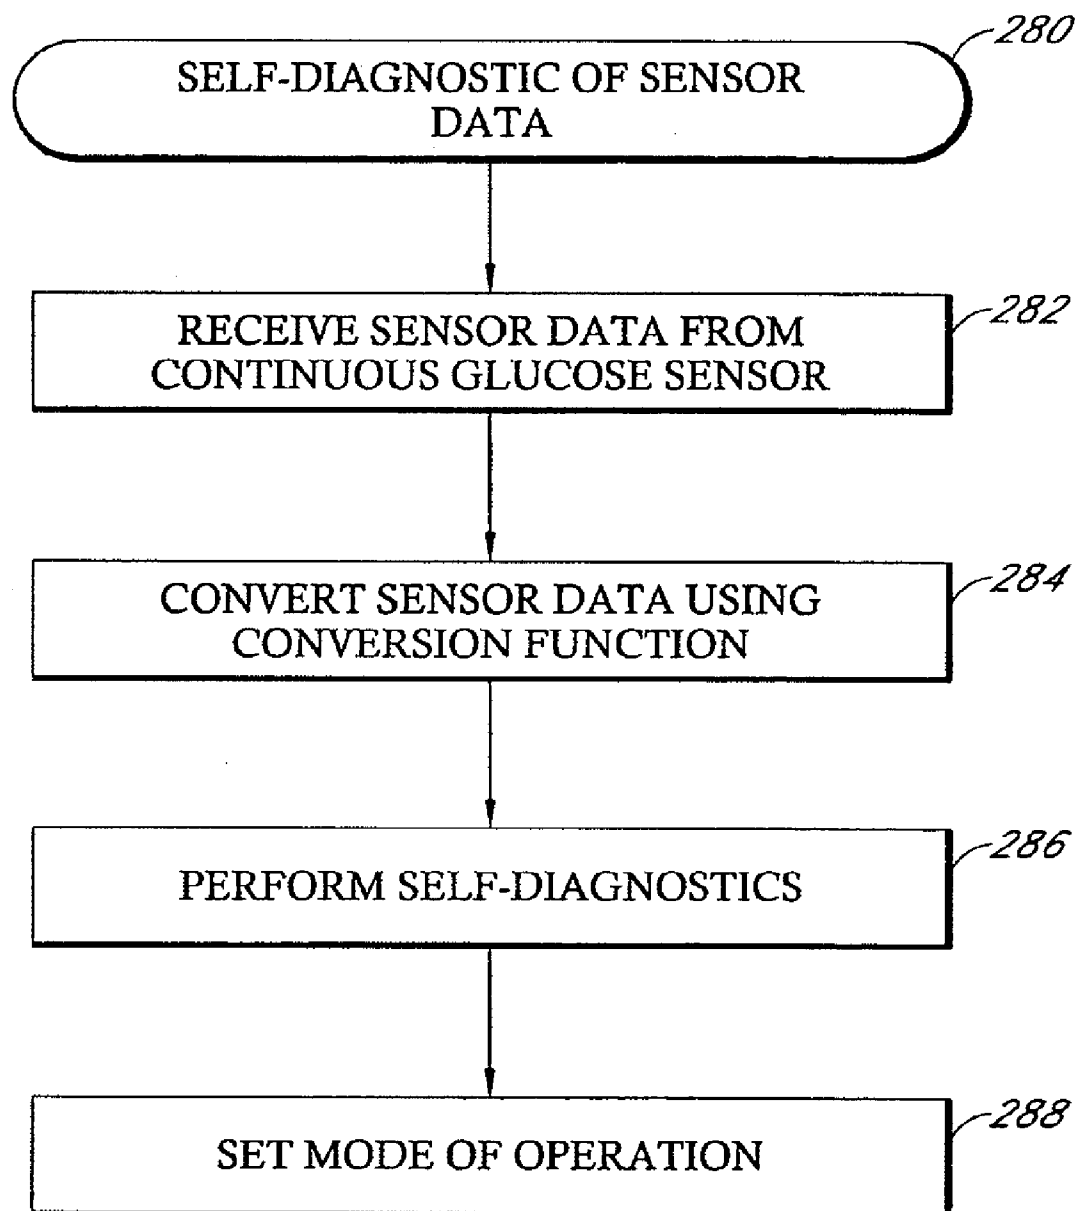 280
SELF-DIAGNOSTIC OF SENSOR
DATA
282
RECEIVE SENSOR DATA FROM
CONTINUOUS GLUCOSE SENSOR
284
CONVERT SENSOR DATA USING
CONVERSION FUNCTION
286
PERFORM SELF-DIAGNOSTICS
288
SET MODE OF OPERATION